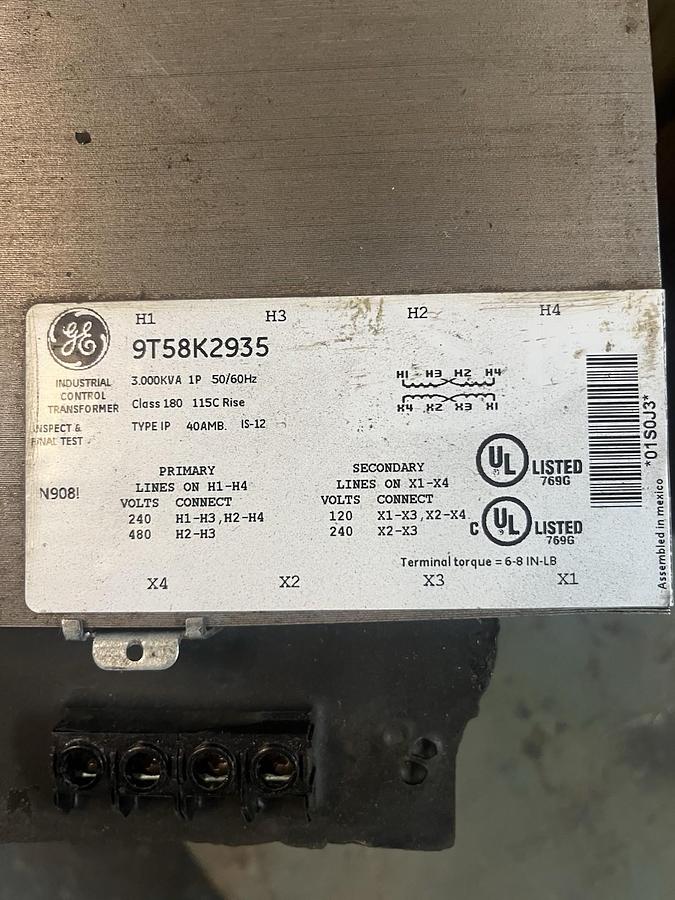 H1 H3 H2 H4
GE
9T58K2935
INDUSTRIAL
CONTROL
TRANSFORMER
INSPECT &
FINAL TEST
N908!
3.000KVA 1P 50/60Hz
Class 180 115C Rise
TYPE IP 40AMB. IS-12
H1 H3 H2 H4
X4 X2 X3 X1
PRIMARY
LINES ON H1-H4
VOLTS CONNECT
240 H1-H3,H2-H4
480 H2-H3
SECONDARY
LINES ON X1-X4
VOLTS CONNECT
120 X1-X3,X2-X4
240 X2-X3
UL LISTED
769G
C UL LISTED
769G
Terminal torque = 6-8 IN-LB
X4 X2 X3 X1
*01S0J3*
Assembled in mexico